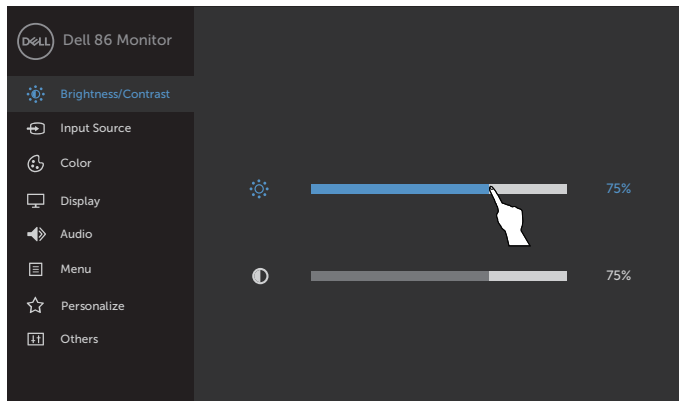 DELL Dell 86 Monitor
Brightness/Contrast
Input Source
Color
75%
Display
Audio
Menu
75%
Personalize
Others